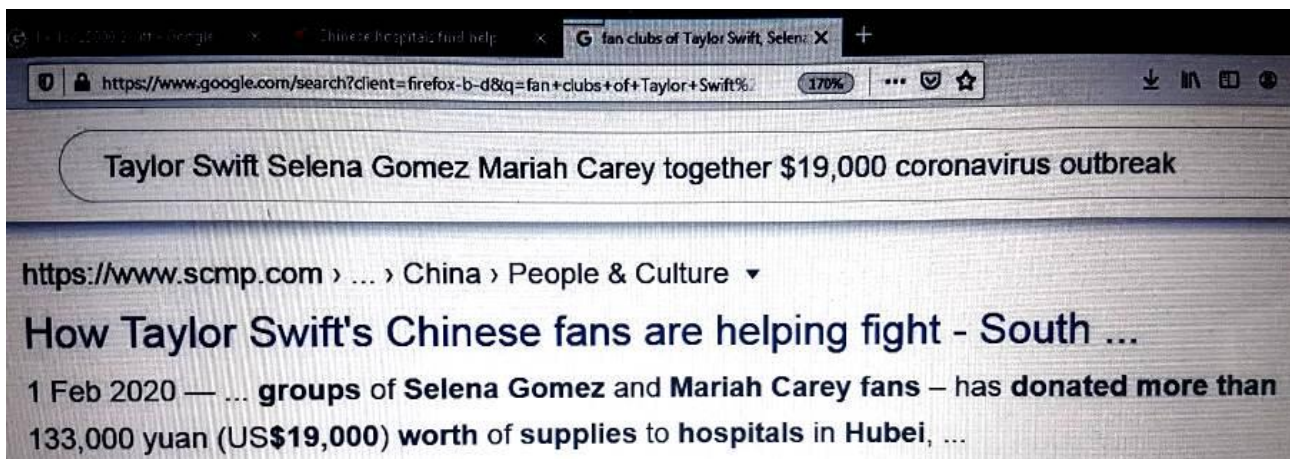 Chinese hospitals find help
G fan clubs of Taylor Swift, Selena
https://www.google.com/search?client=firefox-b-d&q=fan+clubs+of+Taylor+Swift%2
170%
Taylor Swift Selena Gomez Mariah Carey together $19,000 coronavirus outbreak
https://www.scmp.com › ... › China › People & Culture
How Taylor Swift's Chinese fans are helping fight - South ...
1 Feb 2020 — ... groups of Selena Gomez and Mariah Carey fans – has donated more than
133,000 yuan (US$19,000) worth of supplies to hospitals in Hubei, ...